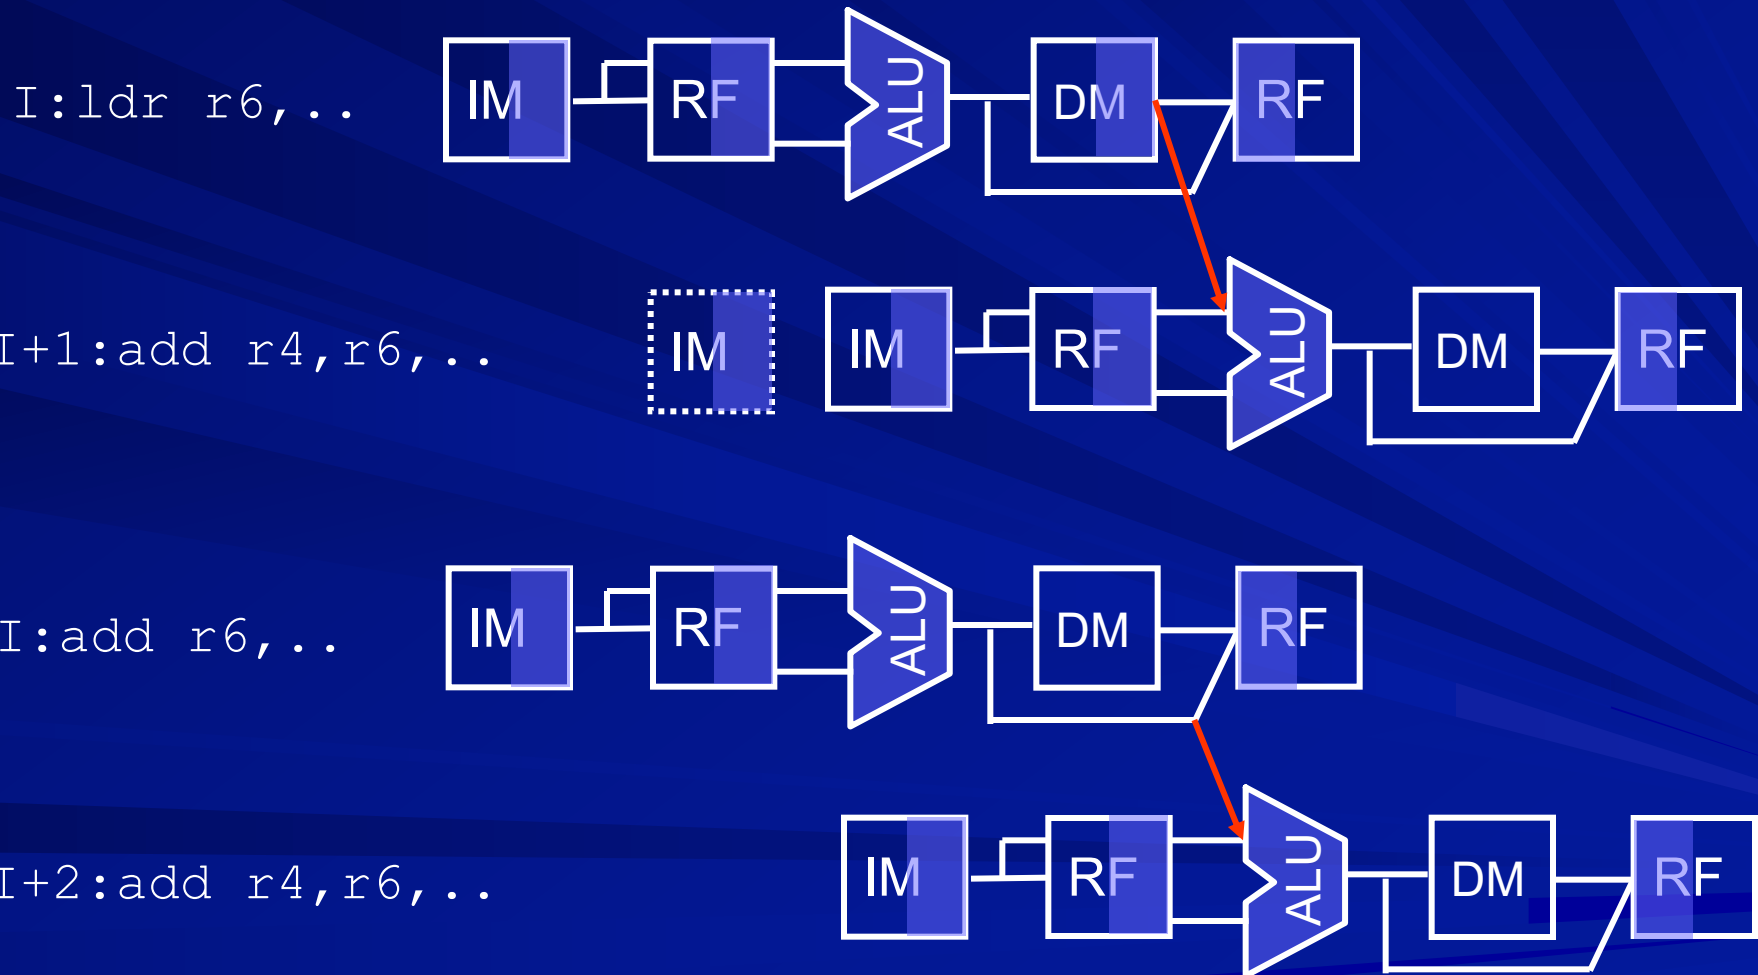 I:ldr r6,.. IM RF ALU DM RF
I+1:add r4,r6,.. IM IM RF ALU DM RF
I:add r6,.. IM RF ALU DM RF
I+2:add r4,r6,.. IM RF ALU DM RF